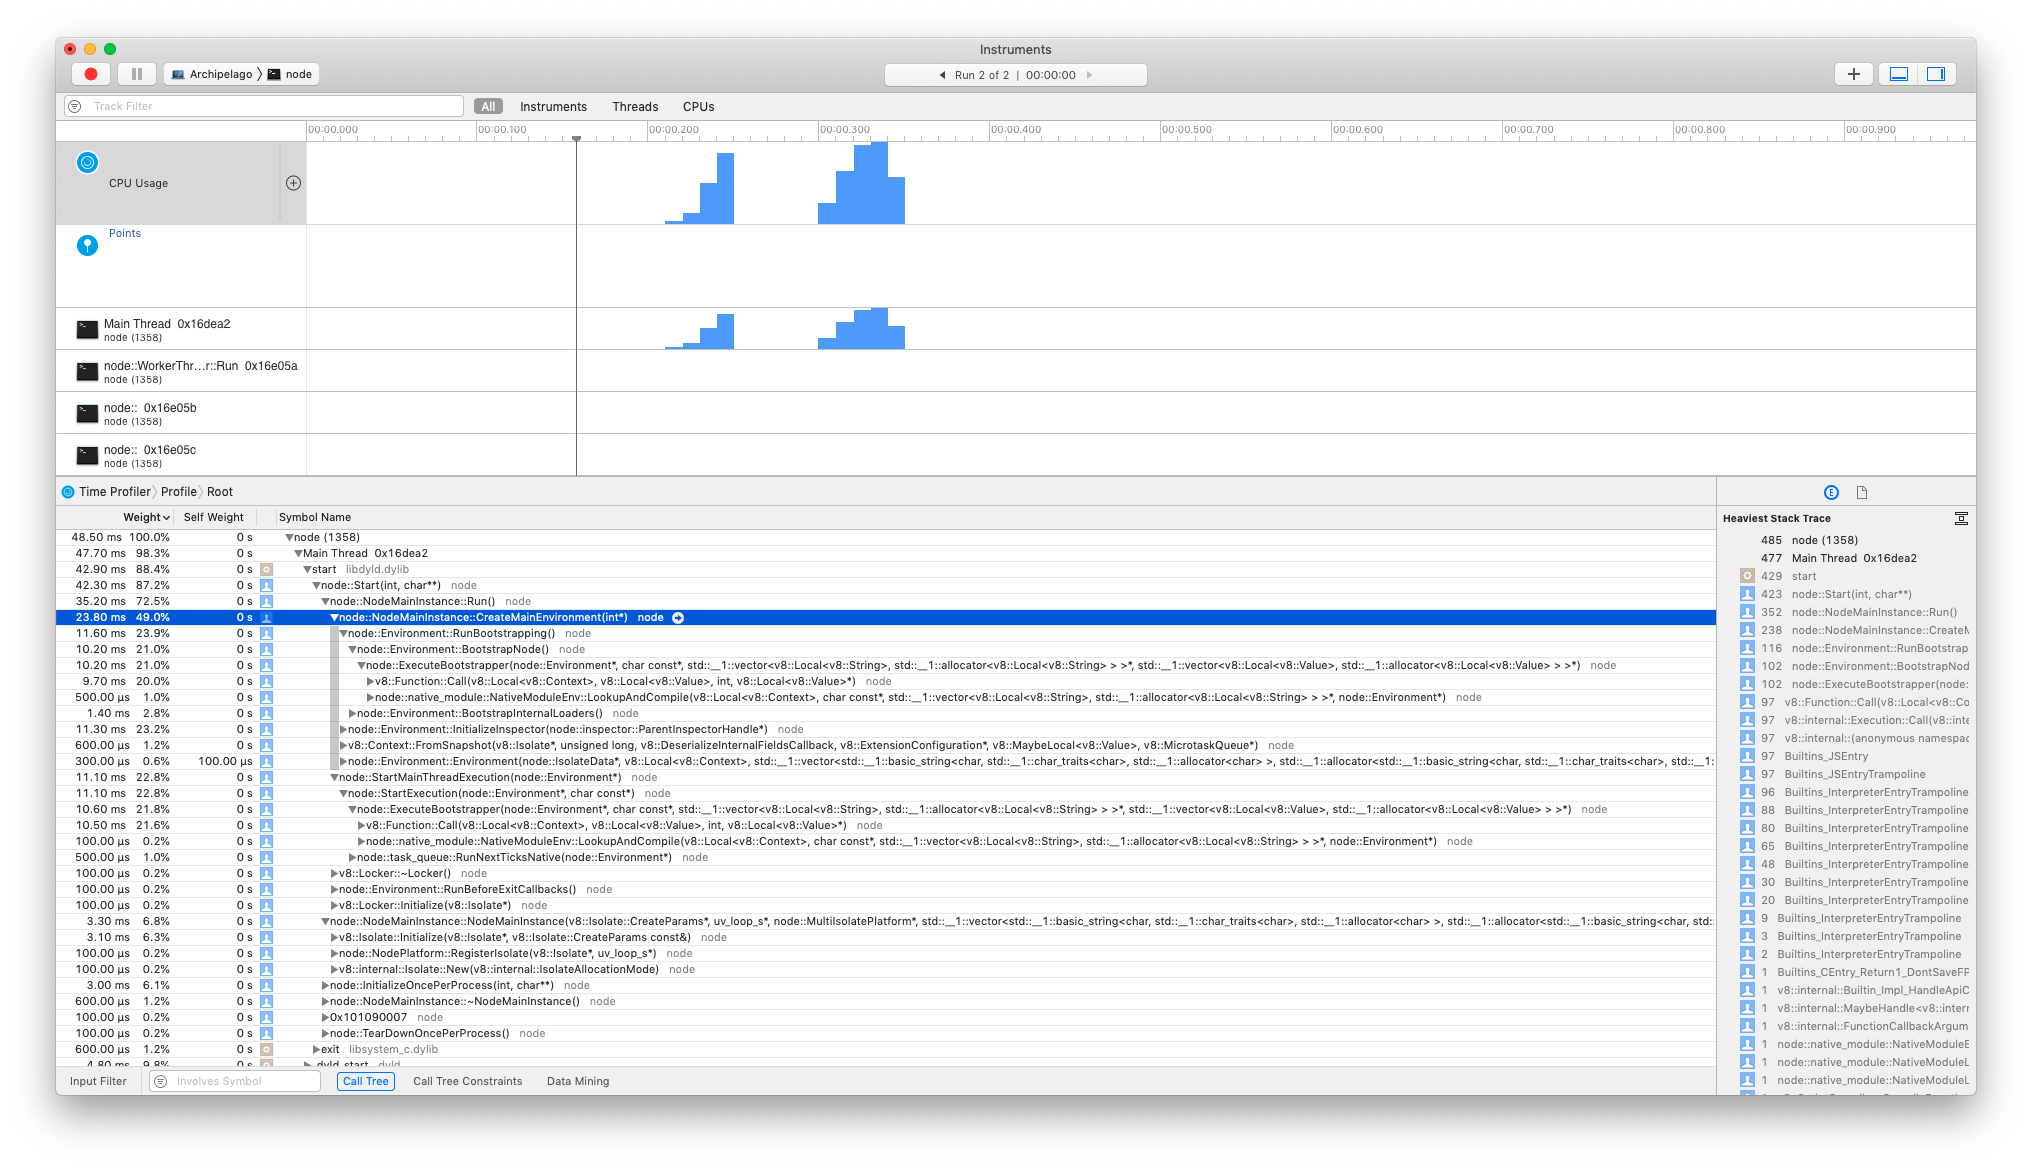 Instruments
Archipelago 〉 node
Run 2 of 2 | 00:00:00
Track Filter
All Instruments Threads CPUs
00:00.000 00:00.100 00:00.200 00:00.300 00:00.400 00:00.500 00:00.600 00:00.700 00:00.800 00:00.900
CPU Usage
Points
Main Thread 0x16dea2
node (1358)
node::WorkerThr…r::Run 0x16e05a
node (1358)
node:: 0x16e05b
node (1358)
node:: 0x16e05c
node (1358)
Time Profiler 〉 Profile 〉 Root
Weight Self Weight Symbol Name
48.50 ms 100.0% 0 s node (1358)
47.70 ms 98.3% 0 s Main Thread 0x16dea2
42.90 ms 88.4% 0 s start libdyld.dylib
42.30 ms 87.2% 0 s node::Start(int, char**) node
35.20 ms 72.5% 0 s node::NodeMainInstance::Run() node
23.80 ms 49.0% 0 s node::NodeMainInstance::CreateMainEnvironment(int*) node
11.60 ms 23.9% 0 s node::Environment::RunBootstrapping() node
10.20 ms 21.0% 0 s node::Environment::BootstrapNode() node
10.20 ms 21.0% 0 s node::ExecuteBootstrapper(node::Environment*, char const*, std::__1::vector<v8::Local<v8::String>, std::__1::allocator<v8::Local<v8::String> > >*, std::__1::vector<v8::Local<v8::Value>, std::__1::allocator<v8::Local<v8::Value> > >*) node
9.70 ms 20.0% 0 s v8::Function::Call(v8::Local<v8::Context>, v8::Local<v8::Value>, int, v8::Local<v8::Value>*) node
500.00 µs 1.0% 0 s node::native_module::NativeModuleEnv::LookupAndCompile(v8::Local<v8::Context>, char const*, std::__1::vector<v8::Local<v8::String>, std::__1::allocator<v8::Local<v8::String> > >*, node::Environment*) node
1.40 ms 2.8% 0 s node::Environment::BootstrapInternalLoaders() node
11.30 ms 23.2% 0 s node::Environment::InitializeInspector(node::inspector::ParentInspectorHandle*) node
600.00 µs 1.2% 0 s v8::Context::FromSnapshot(v8::Isolate*, unsigned long, v8::DeserializeInternalFieldsCallback, v8::ExtensionConfiguration*, v8::MaybeLocal<v8::Value>, v8::MicrotaskQueue*) node
300.00 µs 0.6% 100.00 µs node::Environment::Environment(node::IsolateData*, v8::Local<v8::Context>, std::__1::vector<std::__1::basic_string<char, std::__1::char_traits<char>, std::__1::allocator<char> >, std::__1::allocator<std::__1::basic_string<char, std::__1::char_traits<char>, std::__1::
11.10 ms 22.8% 0 s node::StartMainThreadExecution(node::Environment*) node
11.10 ms 22.8% 0 s node::StartExecution(node::Environment*, char const*) node
10.60 ms 21.8% 0 s node::ExecuteBootstrapper(node::Environment*, char const*, std::__1::vector<v8::Local<v8::String>, std::__1::allocator<v8::Local<v8::String> > >*, std::__1::vector<v8::Local<v8::Value>, std::__1::allocator<v8::Local<v8::Value> > >*) node
10.50 ms 21.6% 0 s v8::Function::Call(v8::Local<v8::Context>, v8::Local<v8::Value>, int, v8::Local<v8::Value>*) node
100.00 µs 0.2% 0 s node::native_module::NativeModuleEnv::LookupAndCompile(v8::Local<v8::Context>, char const*, std::__1::vector<v8::Local<v8::String>, std::__1::allocator<v8::Local<v8::String> > >*, node::Environment*) node
500.00 µs 1.0% 0 s node::task_queue::RunNextTicksNative(node::Environment*) node
100.00 µs 0.2% 0 s v8::Locker::~Locker() node
100.00 µs 0.2% 0 s node::Environment::RunBeforeExitCallbacks() node
100.00 µs 0.2% 0 s v8::Locker::Initialize(v8::Isolate*) node
3.30 ms 6.8% 0 s node::NodeMainInstance::NodeMainInstance(v8::Isolate::CreateParams*, uv_loop_s*, node::MultiIsolatePlatform*, std::__1::vector<std::__1::basic_string<char, std::__1::char_traits<char>, std::__1::allocator<char> >, std::__1::allocator<std::__1::basic_string<char, std::
3.10 ms 6.3% 0 s v8::Isolate::Initialize(v8::Isolate*, v8::Isolate::CreateParams const&) node
100.00 µs 0.2% 0 s node::NodePlatform::RegisterIsolate(v8::Isolate*, uv_loop_s*) node
100.00 µs 0.2% 0 s v8::internal::Isolate::New(v8::internal::IsolateAllocationMode) node
3.00 ms 6.1% 0 s node::InitializeOncePerProcess(int, char**) node
600.00 µs 1.2% 0 s node::NodeMainInstance::~NodeMainInstance() node
100.00 µs 0.2% 0 s 0x101090007 node
100.00 µs 0.2% 0 s node::TearDownOncePerProcess() node
600.00 µs 1.2% 0 s exit libsystem_c.dylib
4.80 ms 9.8% 0 s _dyld_start dyld
Input Filter Involves Symbol Call Tree Call Tree Constraints Data Mining
E
Heaviest Stack Trace
485 node (1358)
477 Main Thread 0x16dea2
429 start
423 node::Start(int, char**)
352 node::NodeMainInstance::Run()
238 node::NodeMainInstance::CreateM
116 node::Environment::RunBootstrap
102 node::Environment::BootstrapNod
102 node::ExecuteBootstrapper(node:
97 v8::Function::Call(v8::Local<v8::Co
97 v8::internal::Execution::Call(v8::inte
97 v8::internal::(anonymous namespac
97 Builtins_JSEntry
97 Builtins_JSEntryTrampoline
96 Builtins_InterpreterEntryTrampoline
88 Builtins_InterpreterEntryTrampoline
80 Builtins_InterpreterEntryTrampoline
65 Builtins_InterpreterEntryTrampoline
48 Builtins_InterpreterEntryTrampoline
30 Builtins_InterpreterEntryTrampoline
20 Builtins_InterpreterEntryTrampoline
9 Builtins_InterpreterEntryTrampoline
3 Builtins_InterpreterEntryTrampoline
2 Builtins_InterpreterEntryTrampoline
1 Builtins_CEntry_Return1_DontSaveFP
1 v8::internal::Builtin_Impl_HandleApiC
1 v8::internal::MaybeHandle<v8::intern
1 v8::internal::FunctionCallbackArgum
1 node::native_module::NativeModuleE
1 node::native_module::NativeModuleL
1 node::native_module::NativeModuleL